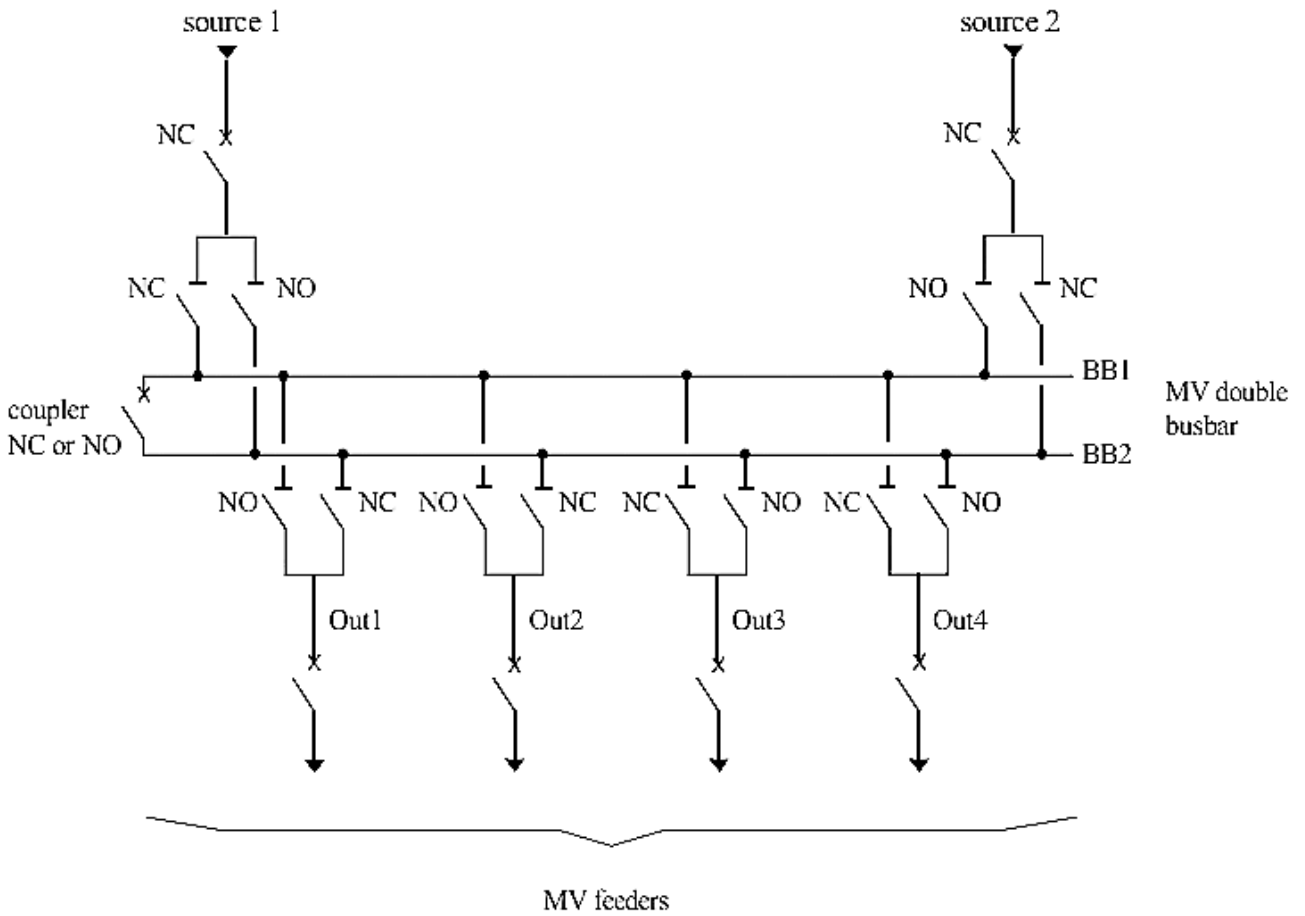 source 1
source 2
NC
NC
NC
NO
NO
NC
BB1
coupler
NC or NO
MV double
busbar
BB2
NO
NC
NO
NC
NC
NO
NC
NO
Out1
Out2
Out3
Out4
MV feeders